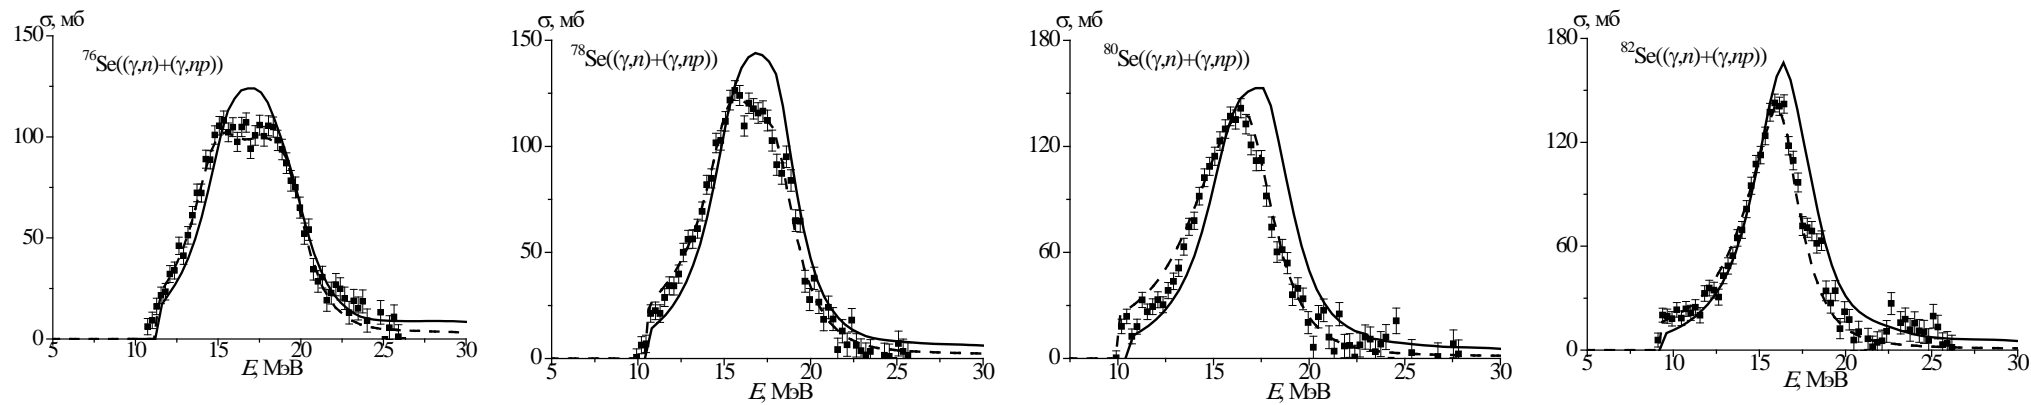 σ, мб
150
100
50
0
⁷⁶Se((γ,n)+(γ,np))
5 10 15 20 25 30
E, МэВ
σ, мб
150
100
50
0
⁷⁸Se((γ,n)+(γ,np))
5 10 15 20 25 30
E, МэВ
σ, мб
180
120
60
0
⁸⁰Se((γ,n)+(γ,np))
10 15 20 25 30
E, МэВ
σ, мб
180
120
60
0
⁸²Se((γ,n)+(γ,np))
5 10 15 20 25 30
E, МэВ